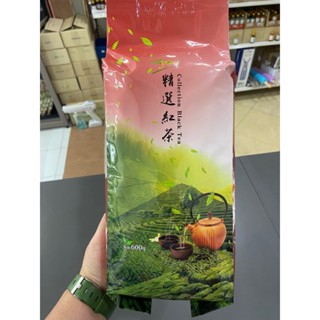 精選紅茶
Collection Black Tea
600g